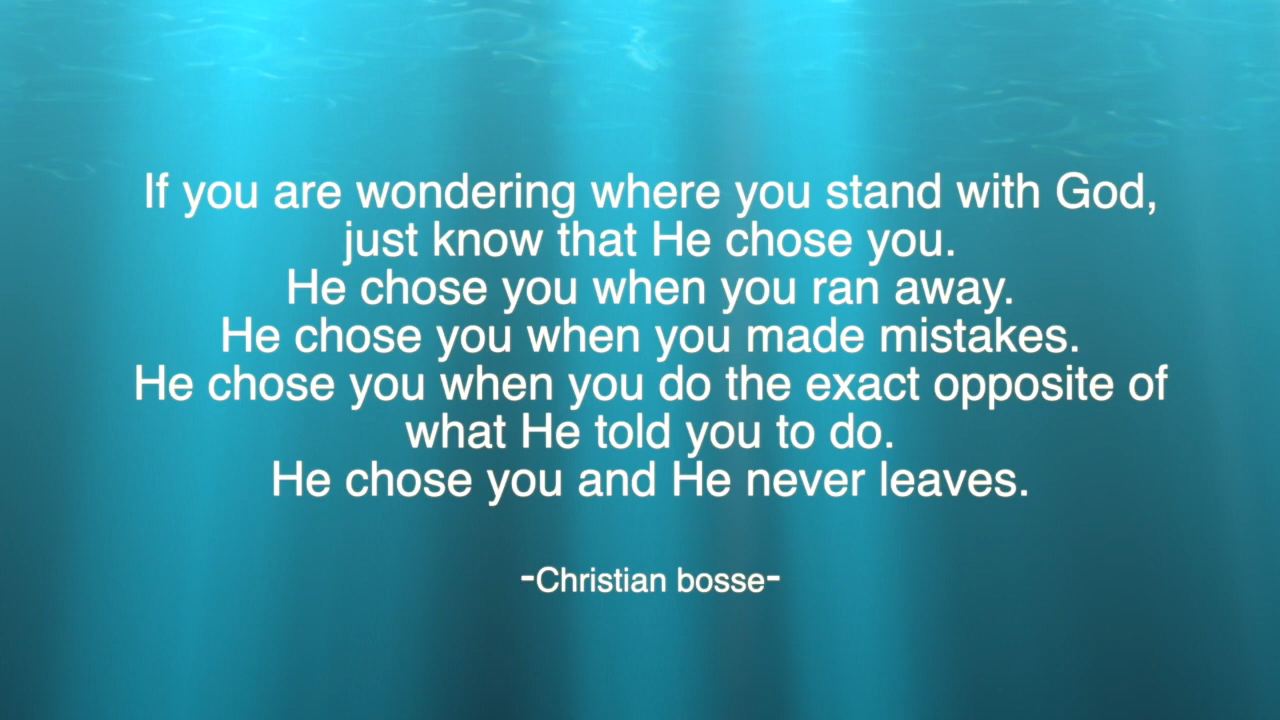 If you are wondering where you stand with God,
just know that He chose you.
He chose you when you ran away.
He chose you when you made mistakes.
He chose you when you do the exact opposite of
what He told you to do.
He chose you and He never leaves.
-Christian bosse-